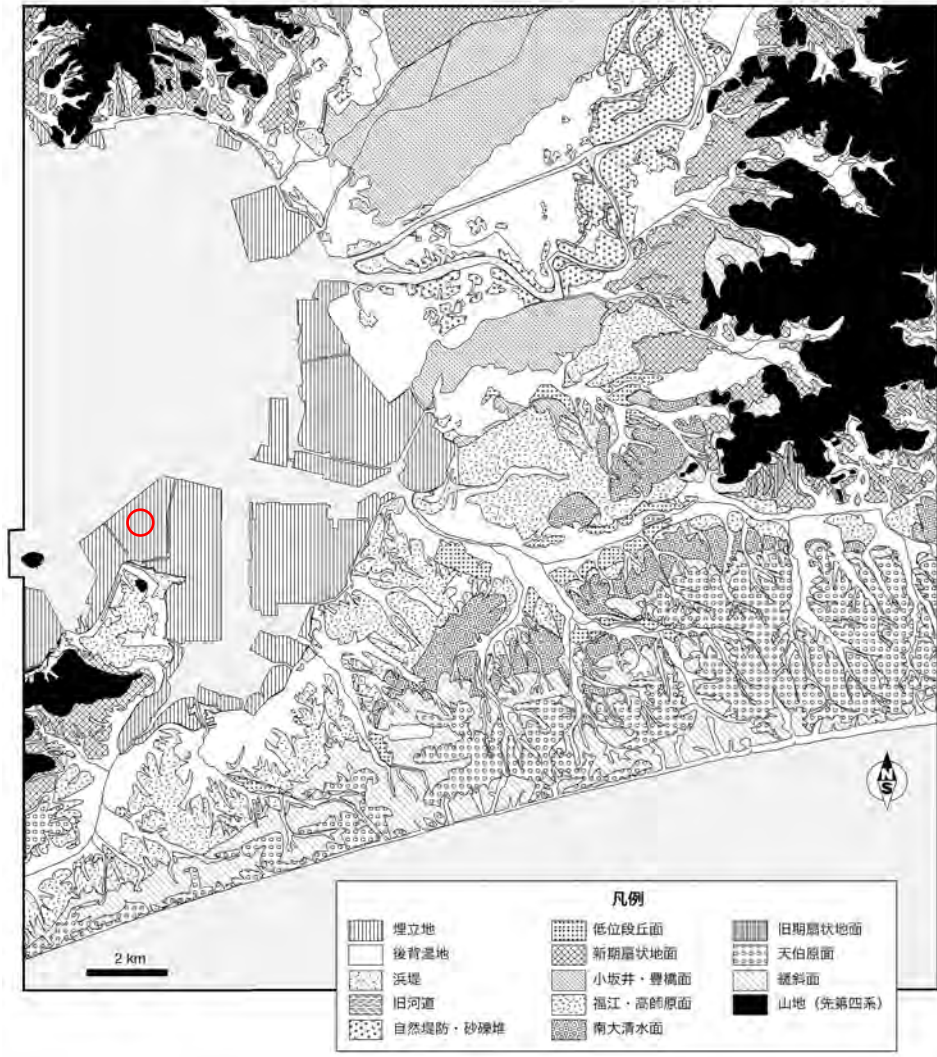 N
S
2 km
凡例
埋立地
後背湿地
浜堤
旧河道
自然堤防・砂礫堆
低位段丘面
新期扇状地面
小坂井・豊橋面
福江・高師原面
南大清水面
旧期扇状地面
天伯原面
緩斜面
山地（先第四系）